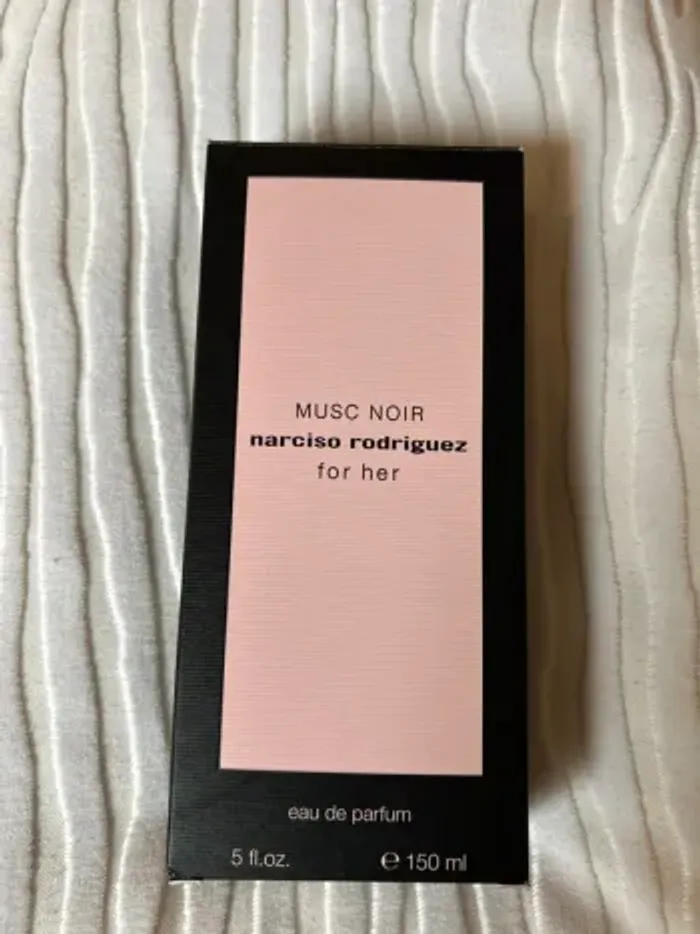 MUSC NOIR
narciso rodriguez
for her
eau de parfum
5 fl.oz. ℮ 150 ml